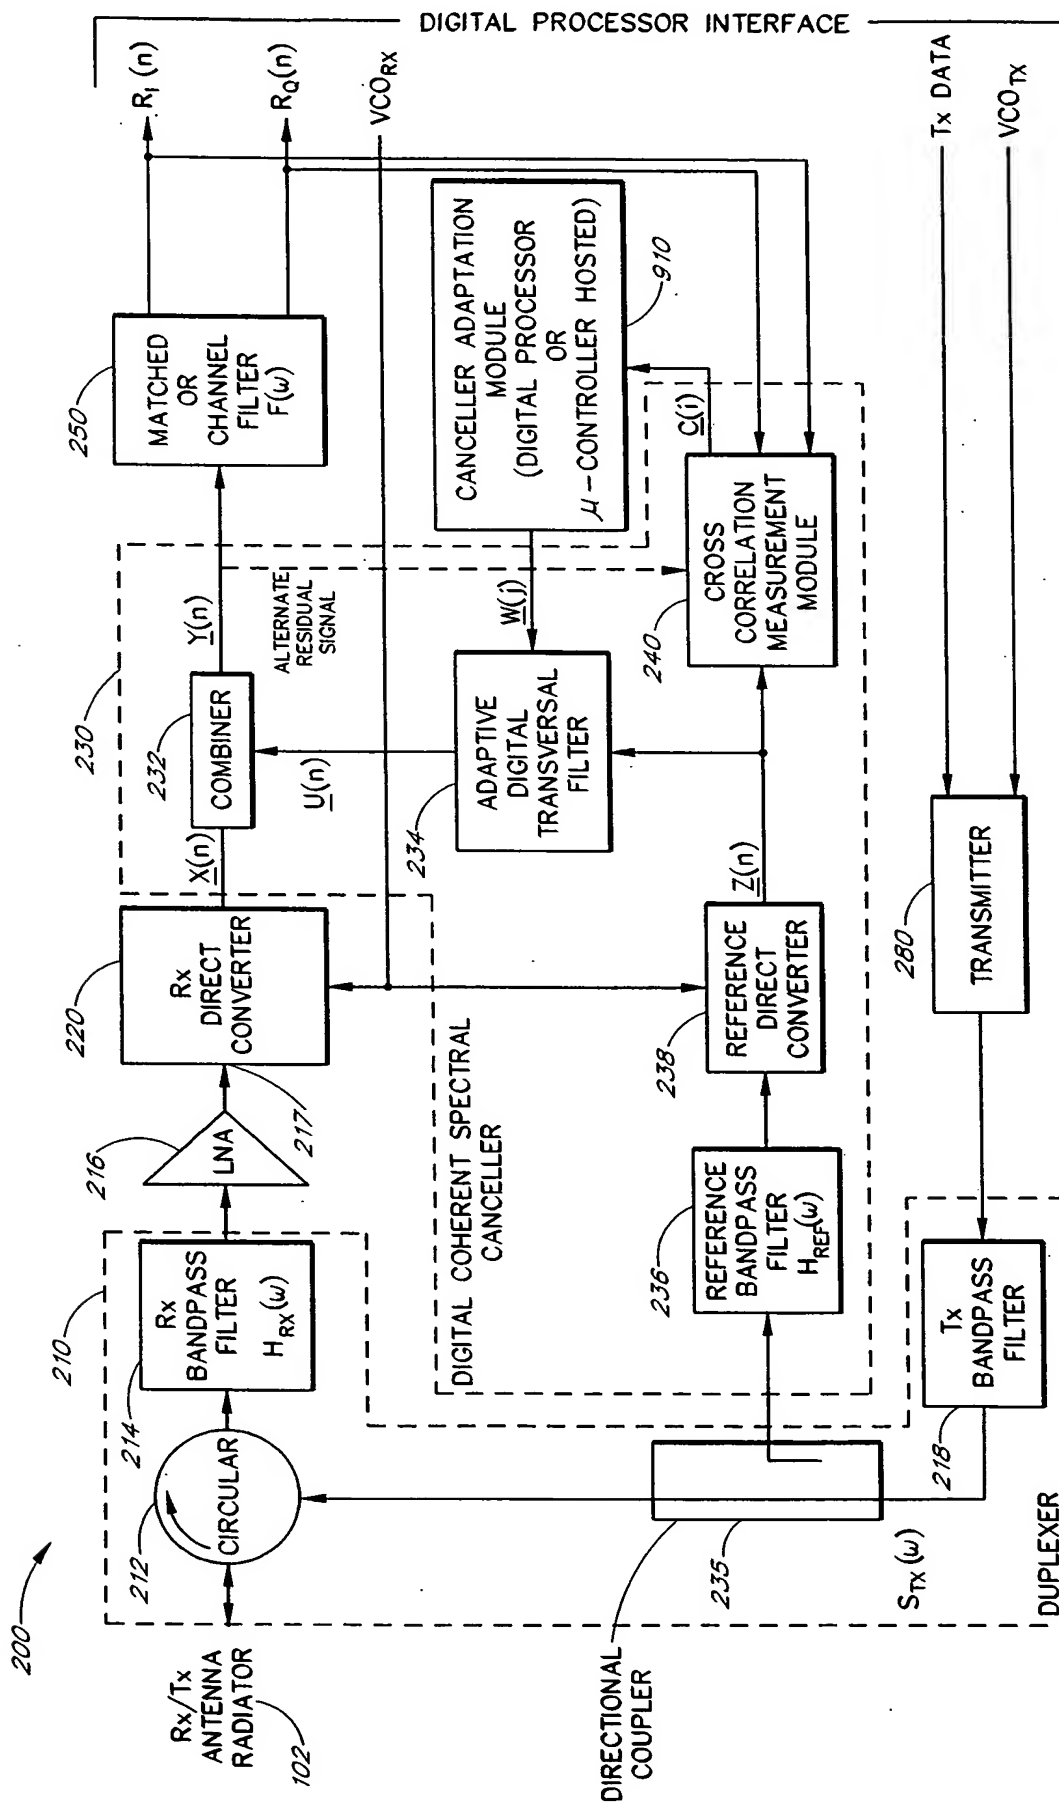 200
Rx/Tx
ANTENNA
RADIATOR
102
210
212
CIRCULAR
214
Rx
BANDPASS
FILTER
H_RX(ω)
216
LNA
217
220
Rx
DIRECT
CONVERTER
X(n)
230
232
COMBINER
Y(n)
U(n)
ALTERNATE
RESIDUAL
SIGNAL
250
MATCHED
OR
CHANNEL
FILTER
F(ω)
R_I(n)
R_Q(n)
VCO_RX
DIGITAL PROCESSOR INTERFACE
DIGITAL COHERENT SPECTRAL
CANCELLER
234
ADAPTIVE
DIGITAL
TRANSVERSAL
FILTER
W(j)
CANCELLER ADAPTATION
MODULE
(DIGITAL PROCESSOR
OR
μ-CONTROLLER HOSTED)
910
C(i)
236
REFERENCE
BANDPASS
FILTER
H_REF(ω)
238
REFERENCE
DIRECT
CONVERTER
Z(n)
240
CROSS
CORRELATION
MEASUREMENT
MODULE
DIRECTIONAL
COUPLER
235
S_TX(ω)
218
Tx
BANDPASS
FILTER
DUPLEXER
280
TRANSMITTER
Tx DATA
VCO_TX